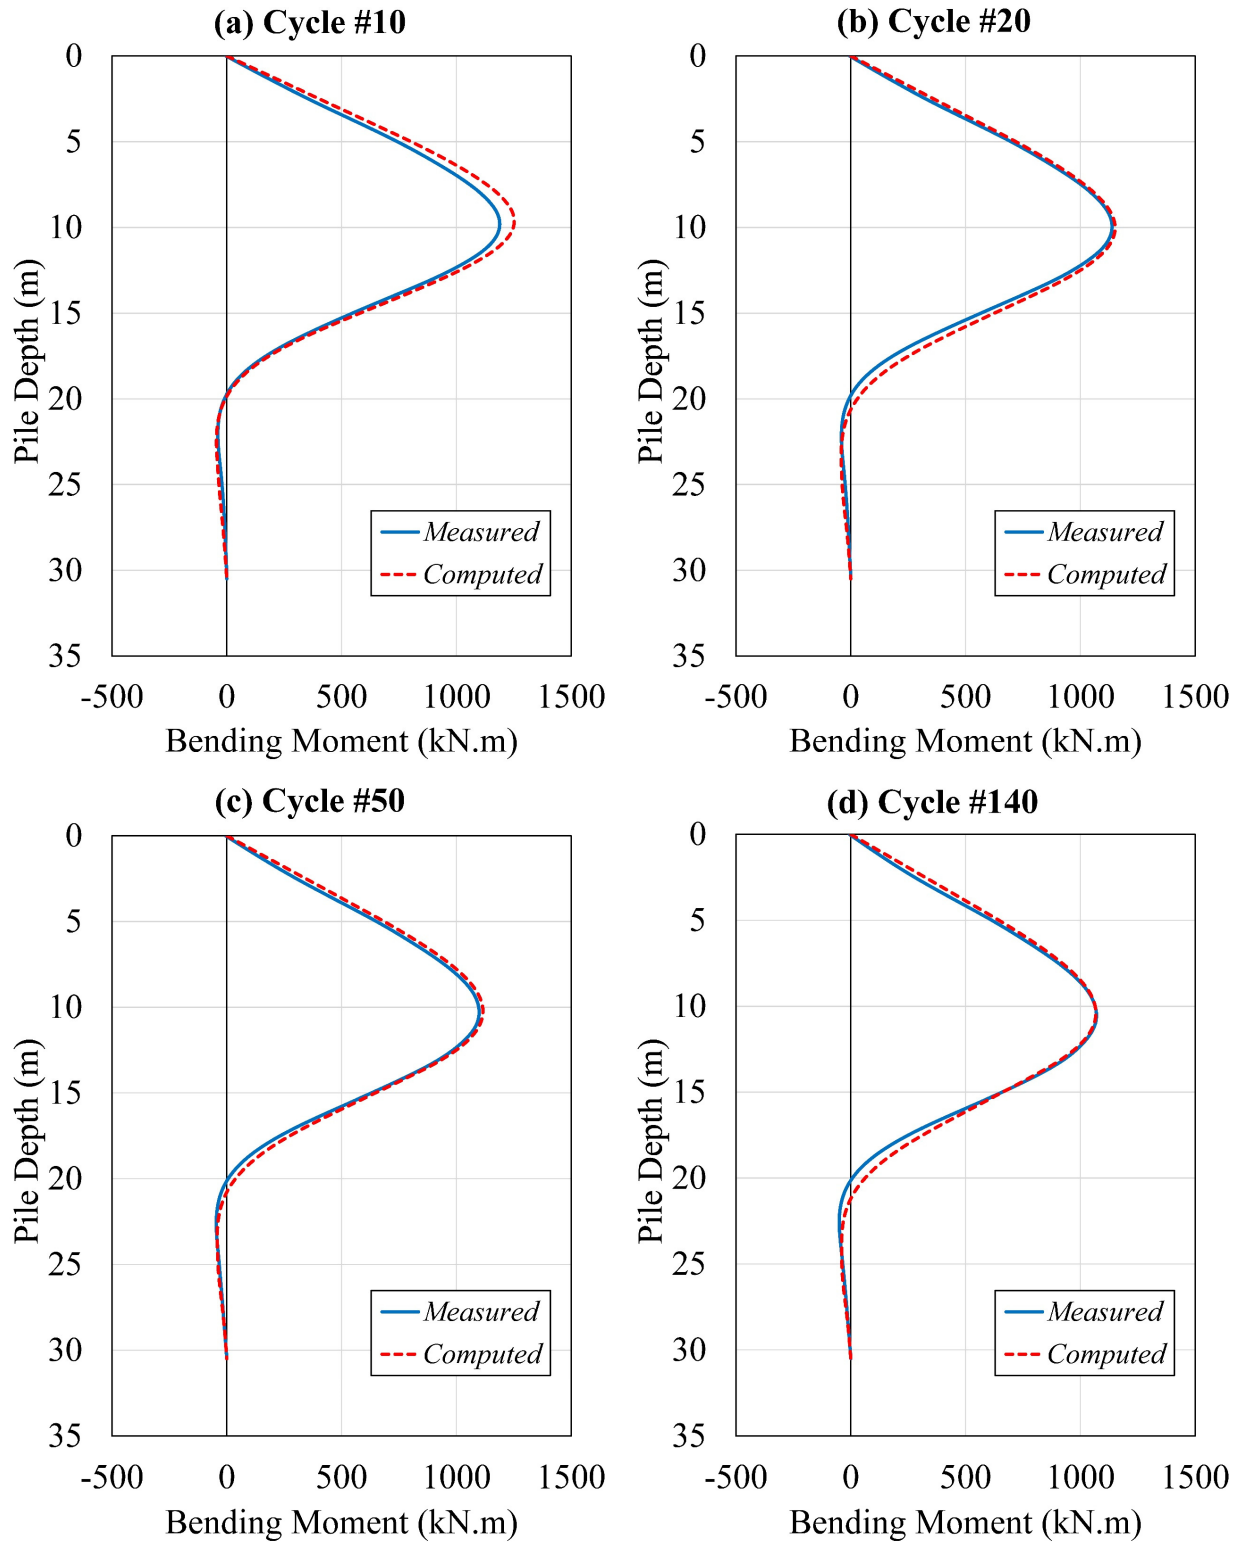 (a) Cycle #10
0
5
10
15
20
25
30
35
Pile Depth (m)
Measured
Computed
-500 0 500 1000 1500
Bending Moment (kN.m)
(b) Cycle #20
0
5
10
15
20
25
30
35
Pile Depth (m)
Measured
Computed
-500 0 500 1000 1500
Bending Moment (kN.m)
(c) Cycle #50
0
5
10
15
20
25
30
35
Pile Depth (m)
Measured
Computed
-500 0 500 1000 1500
Bending Moment (kN.m)
(d) Cycle #140
0
5
10
15
20
25
30
35
Pile Depth (m)
Measured
Computed
-500 0 500 1000 1500
Bending Moment (kN.m)